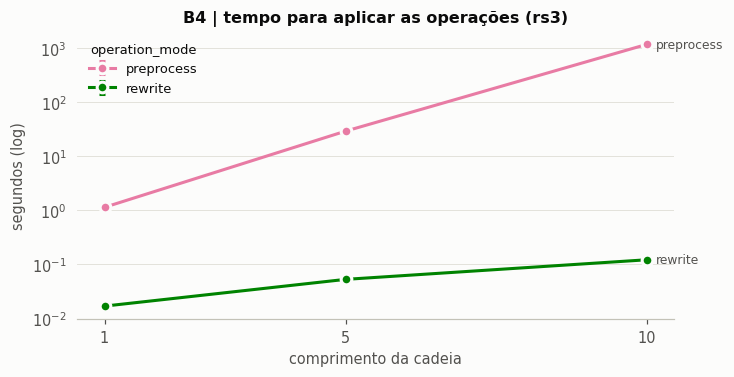 B4 | tempo para aplicar as operações (rs3)
operation_mode
preprocess
rewrite
segundos (log)
10³
10²
10¹
10⁰
10⁻¹
10⁻²
preprocess
rewrite
1
5
10
comprimento da cadeia